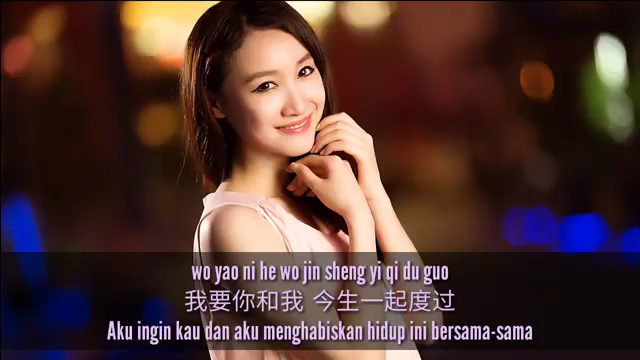 wo yao ni he wo jin sheng yi qi du guo
我要你和我 今生一起度过
Aku ingin kau dan aku menghabiskan hidup ini bersama-sama